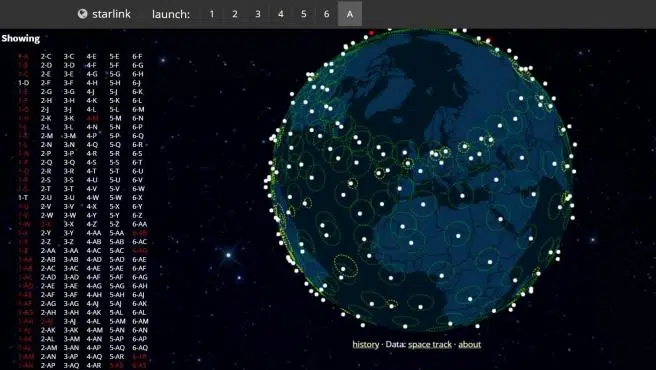 starlink launch: 1 2 3 4 5 6 A
Showing
1-A 2-C 3-C 4-E 5-E 6-F
1-B 2-D 3-D 4-F 5-F 6-G
1-C 2-E 3-E 4-G 5-G 6-H
1-D 2-F 3-F 4-H 5-H 6-J
1-E 2-G 3-G 4-J 5-J 6-K
1-F 2-H 3-H 4-K 5-K 6-L
1-G 2-J 3-J 4-L 5-L 6-M
1-H 2-K 3-K 4-M 5-M 6-N
1-J 2-L 3-L 4-N 5-N 6-P
2-M 3-M 4-P 5-P 6-Q
1-L 2-N 3-N 4-Q 5-Q 6-R
1-N 2-P 3-P 4-R 5-R 6-S
1-P 2-Q 3-Q 4-S 5-S 6-T
1-Q 2-R 3-R 4-T 5-T 6-U
1-R 2-S 3-S 4-U 5-U 6-V
1-S 2-T 3-T 4-V 5-V 6-W
1-T 2-U 3-U 4-W 5-W 6-X
1-U 2-V 3-V 4-X 5-X 6-Y
1-V 2-W 3-W 4-Y 5-Y 6-Z
1-W 2-X 3-X 4-Z 5-Z 6-AA
1-X 2-Y 3-Y 4-AA 5-AA 6-AB
1-Y 2-Z 3-Z 4-AB 5-AB 6-AC
1-Z 2-AA 3-AA 4-AC 5-AC 6-AD
1-AA 2-AB 3-AB 4-AD 5-AD 6-AE
1-AB 2-AC 3-AC 4-AE 5-AE 6-AF
1-AC 2-AD 3-AD 4-AF 5-AF 6-AG
1-AD 2-AE 3-AE 4-AG 5-AG 6-AH
1-AE 2-AF 3-AF 4-AH 5-AH 6-AJ
1-AF 2-AG 3-AG 4-AJ 5-AJ 6-AK
1-AG 2-AH 3-AH 4-AK 5-AL 6-AL
1-AH 2-AJ 3-AJ 4-AL 5-AM 6-AM
1-AJ 2-AK 3-AK 4-AM 5-AN 6-AN
1-AK 2-AL 3-AM 4-AN 5-AP 6-AP
1-AL 2-AM 3-AN 4-AP 5-AQ 6-AQ
1-AM 2-AN 3-AP 4-AQ 5-AR
1-AN 2-AP 3-AQ 4-AR 5-AS 6-AS
history · Data: space track · about